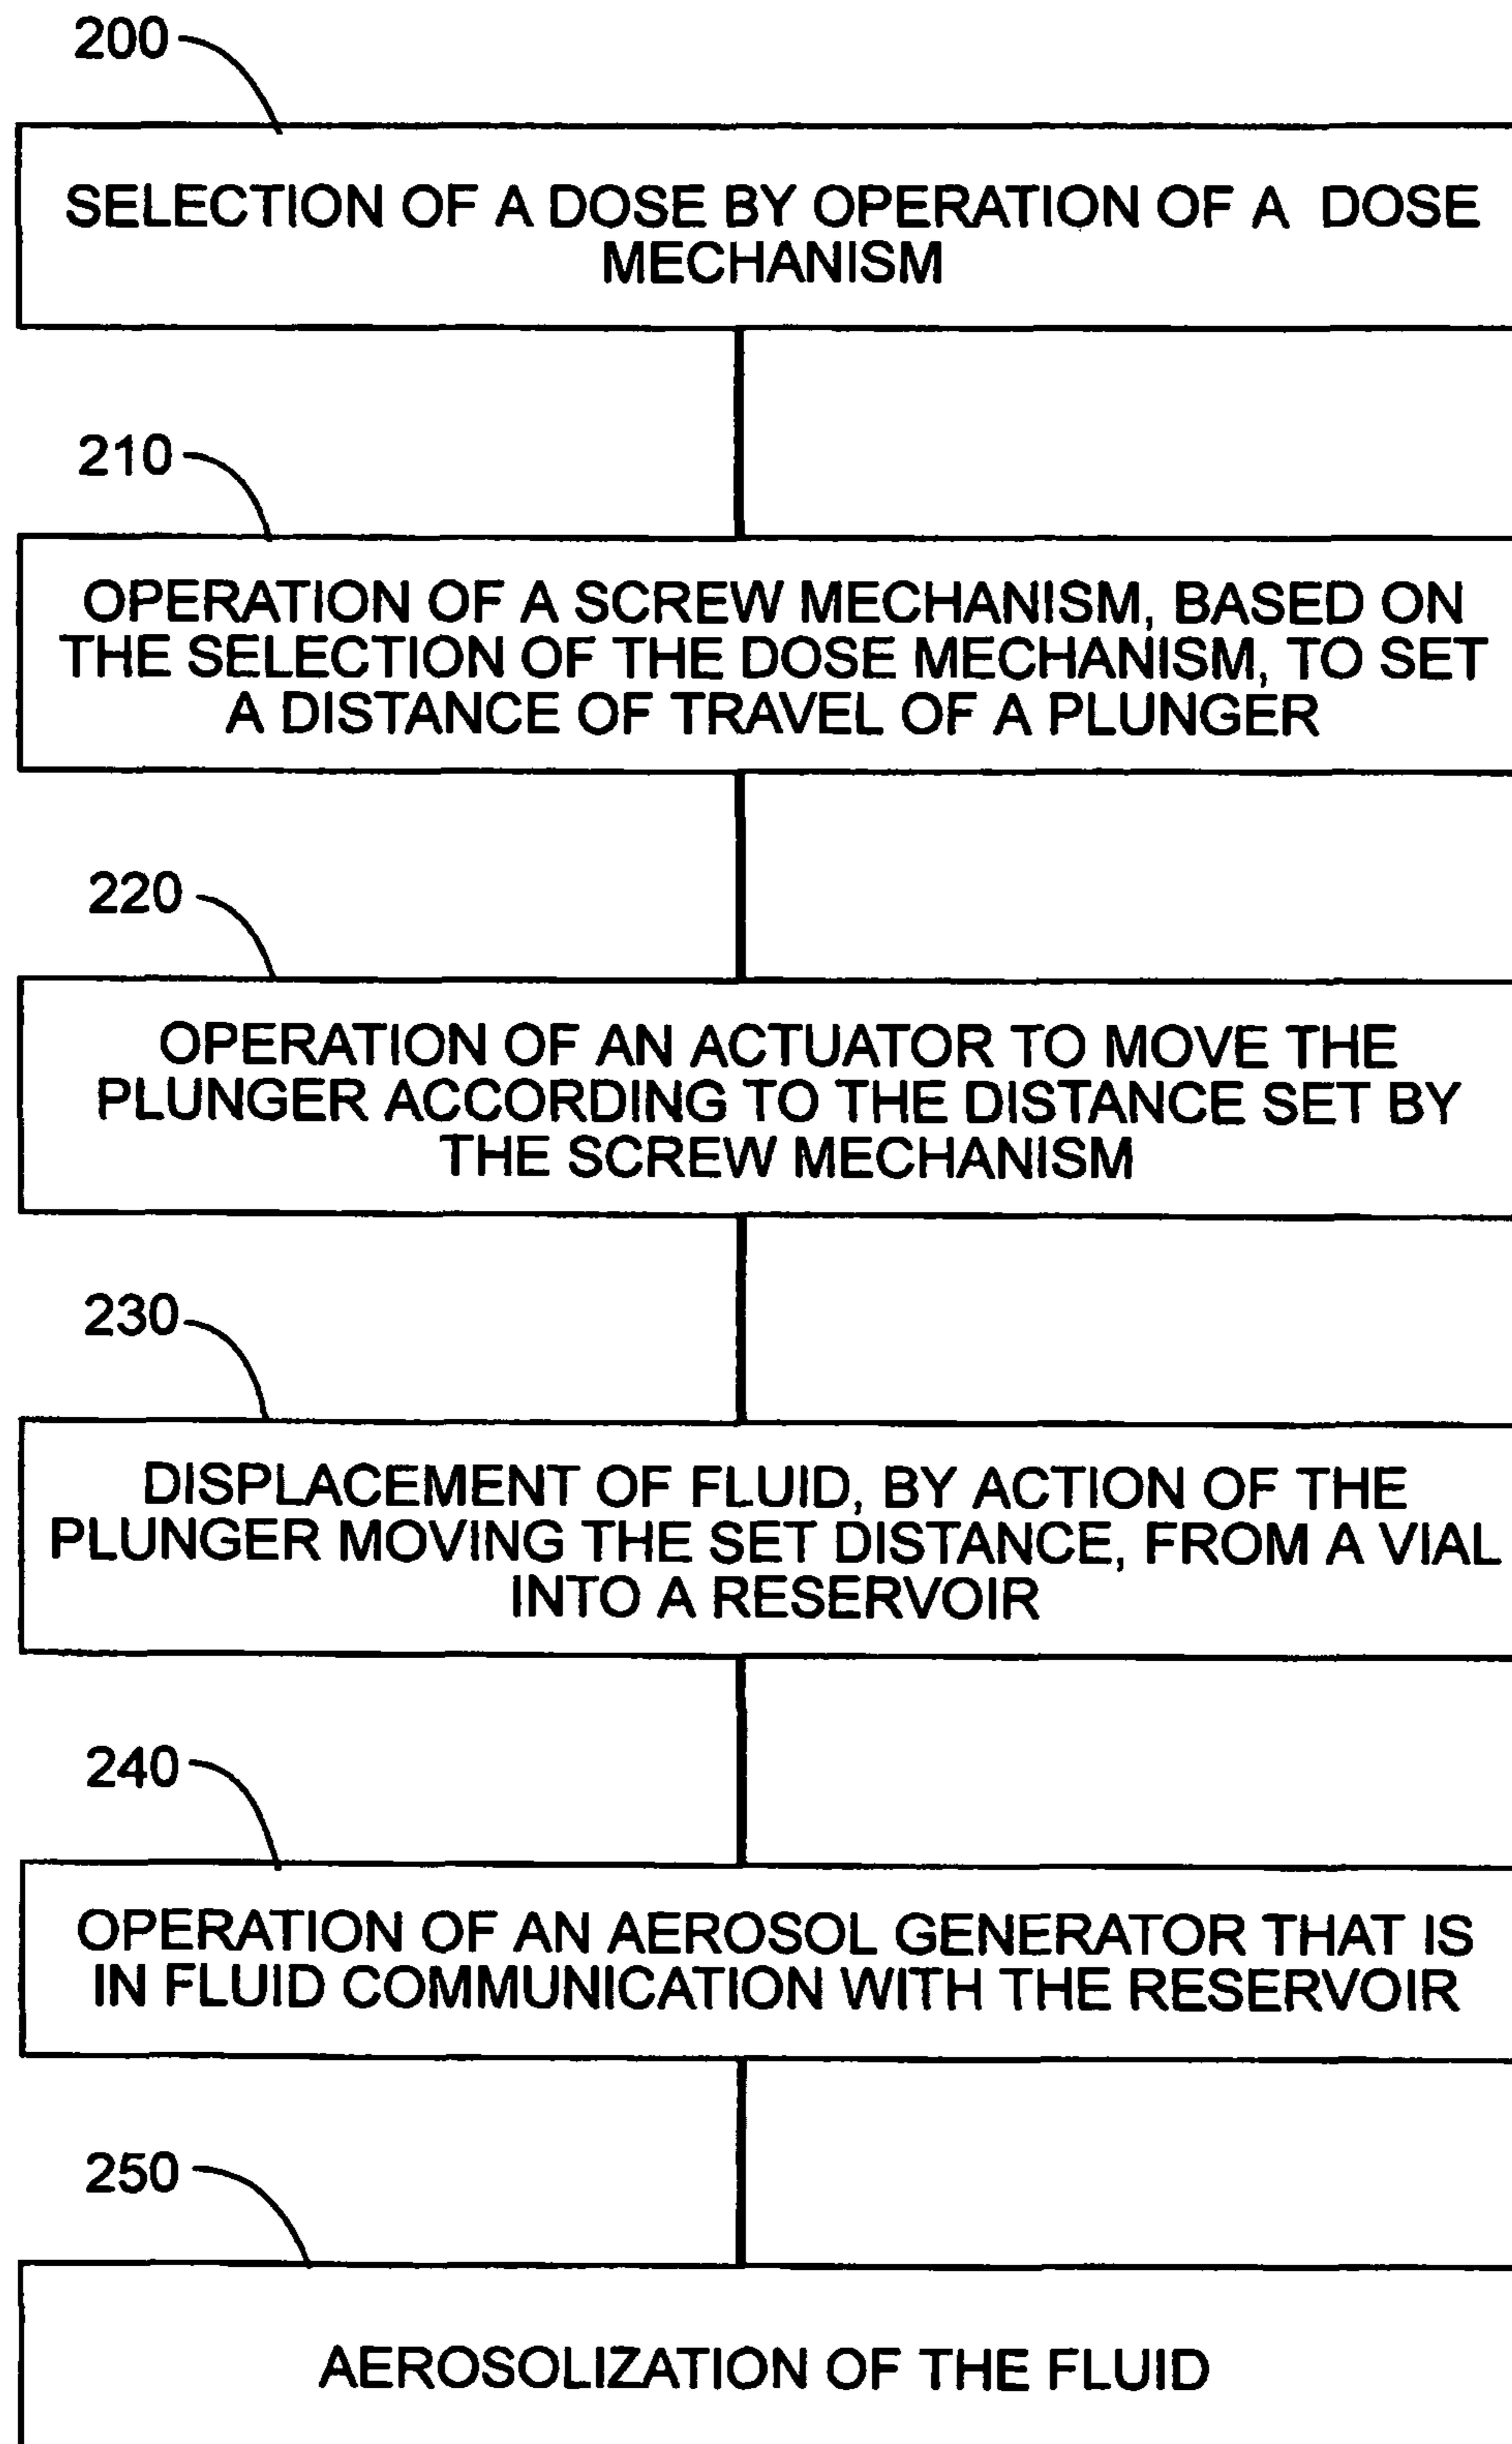 200
SELECTION OF A DOSE BY OPERATION OF A DOSE
MECHANISM
210
OPERATION OF A SCREW MECHANISM, BASED ON
THE SELECTION OF THE DOSE MECHANISM, TO SET
A DISTANCE OF TRAVEL OF A PLUNGER
220
OPERATION OF AN ACTUATOR TO MOVE THE
PLUNGER ACCORDING TO THE DISTANCE SET BY
THE SCREW MECHANISM
230
DISPLACEMENT OF FLUID, BY ACTION OF THE
PLUNGER MOVING THE SET DISTANCE, FROM A VIAL
INTO A RESERVOIR
240
OPERATION OF AN AEROSOL GENERATOR THAT IS
IN FLUID COMMUNICATION WITH THE RESERVOIR
250
AEROSOLIZATION OF THE FLUID